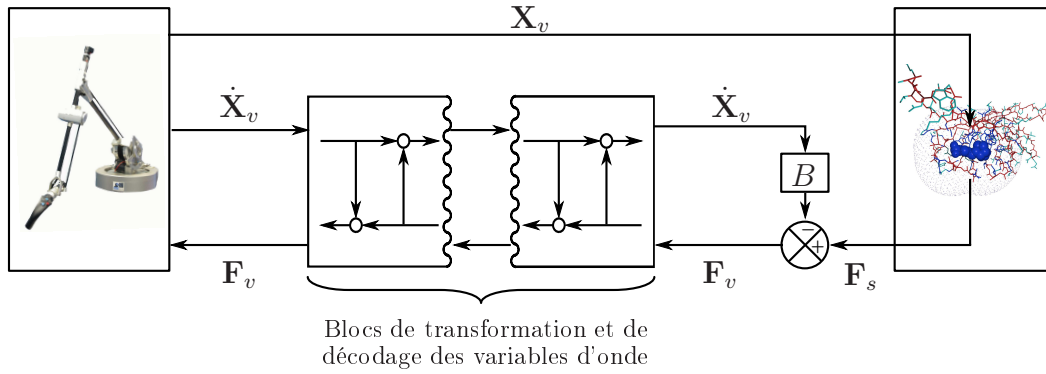 X_v
Ẋ_v
Ẋ_v
B
−
+
F_v
F_v
F_s
Blocs de transformation et de
décodage des variables d'onde